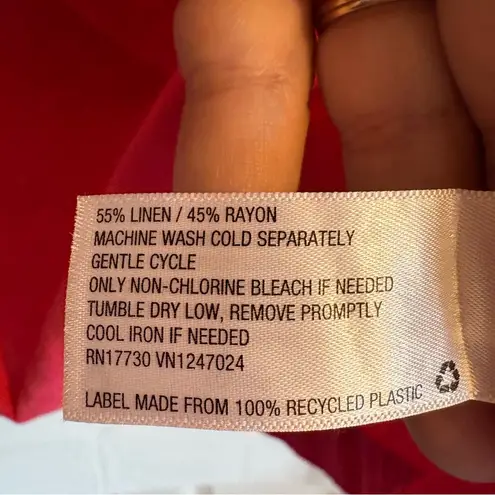 55% LINEN / 45% RAYON
MACHINE WASH COLD SEPARATELY
GENTLE CYCLE
ONLY NON-CHLORINE BLEACH IF NEEDED
TUMBLE DRY LOW, REMOVE PROMPTLY
COOL IRON IF NEEDED
RN17730 VN1247024
LABEL MADE FROM 100% RECYCLED PLASTIC